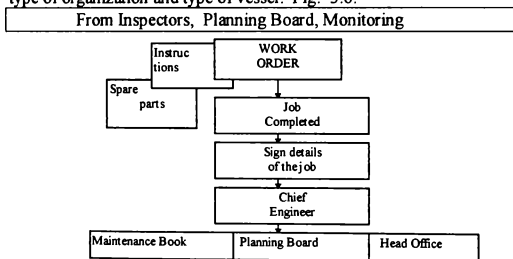 type of organization and type of vessel. Fig. 3.6.
From Inspectors, Planning Board, Monitoring
Instruc
tions
WORK
ORDER
Spare
parts
Job
Completed
Sign details
of the job
Chief
Engineer
Maintenance Book
Planning Board
Head Office